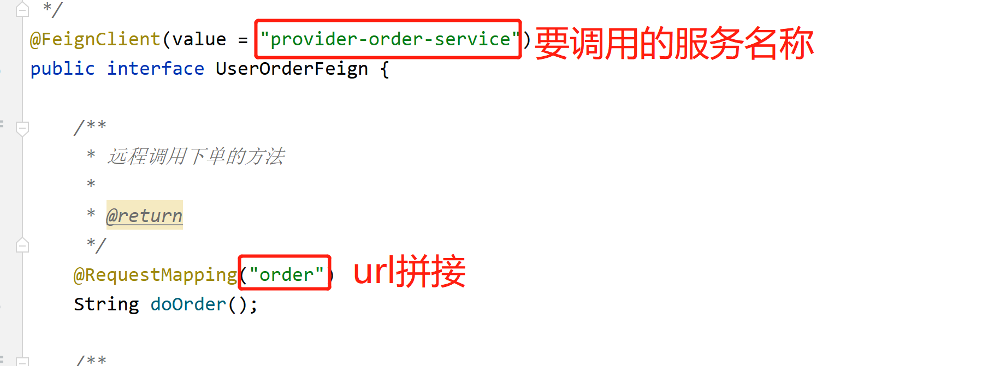 */
@FeignClient(value = "provider-order-service") 要调用的服务名称
public interface UserOrderFeign {
/**
* 远程调用下单的方法
*
* @return
*/
@RequestMapping("order") url拼接
String doOrder();
/**